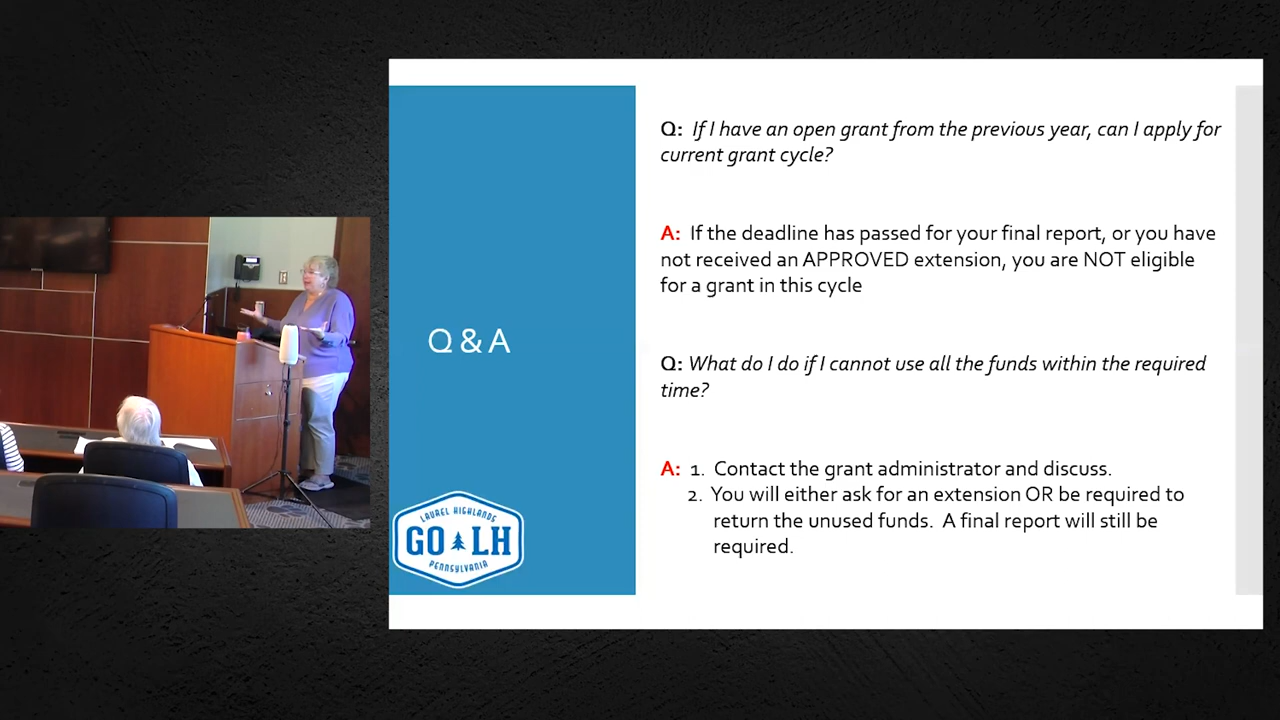 Q: If I have an open grant from the previous year, can I apply for
current grant cycle?
A: If the deadline has passed for your final report, or you have
not received an APPROVED extension, you are NOT eligible
for a grant in this cycle
Q & A
Q: What do I do if I cannot use all the funds within the required
time?
A: 1. Contact the grant administrator and discuss.
2. You will either ask for an extension OR be required to
return the unused funds. A final report will still be
required.
LAUREL HIGHLANDS
GO LH
PENNSYLVANIA